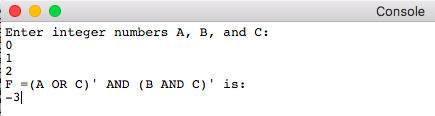 Console
Enter integer numbers A, B, and C:
0
1
2
F =(A OR C)' AND (B AND C)' is:
-3